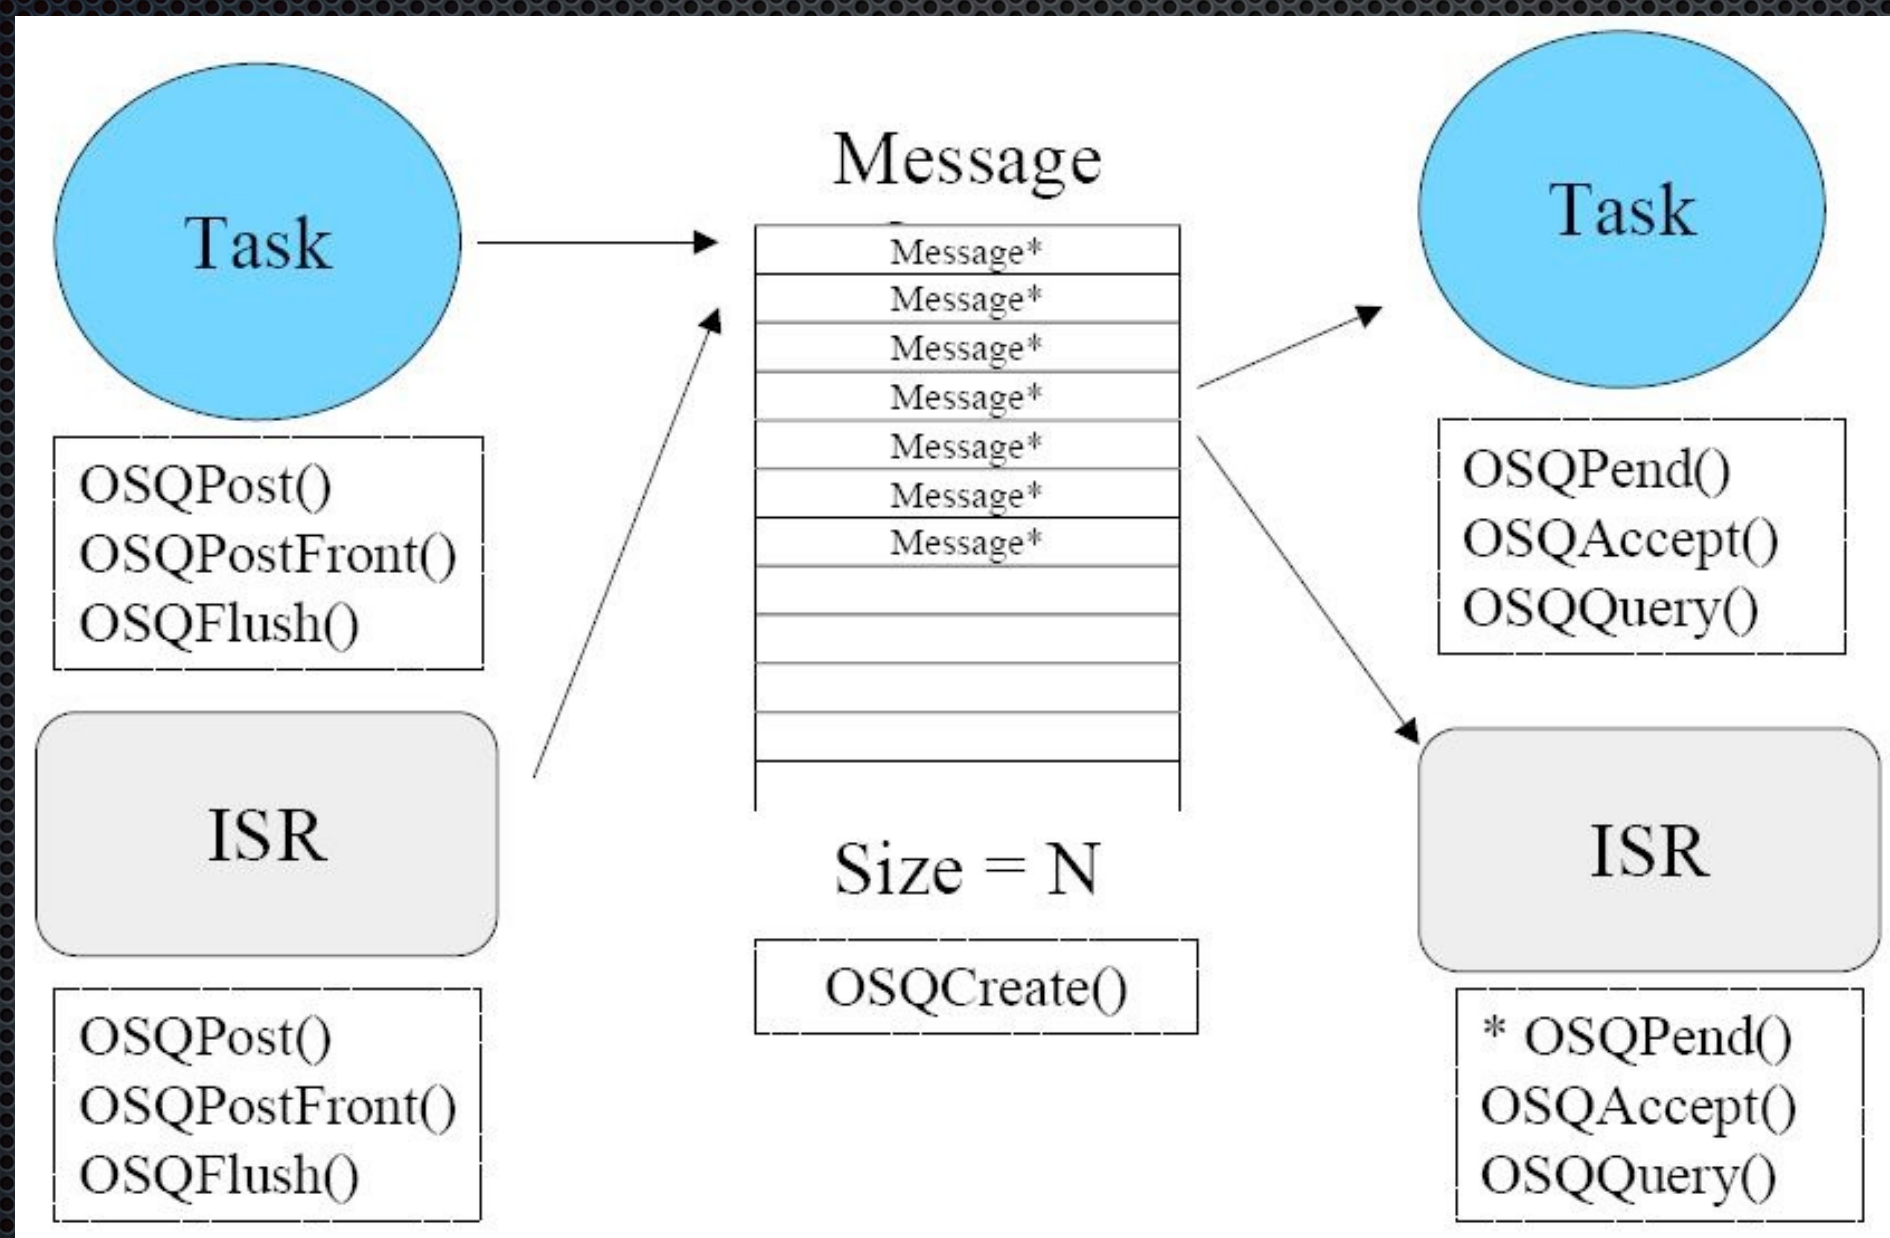 Task
OSQPost()
OSQPostFront()
OSQFlush()
ISR
OSQPost()
OSQPostFront()
OSQFlush()
Message
Message*
Message*
Message*
Message*
Message*
Message*
Message*
Size = N
OSQCreate()
Task
OSQPend()
OSQAccept()
OSQQuery()
ISR
* OSQPend()
OSQAccept()
OSQQuery()